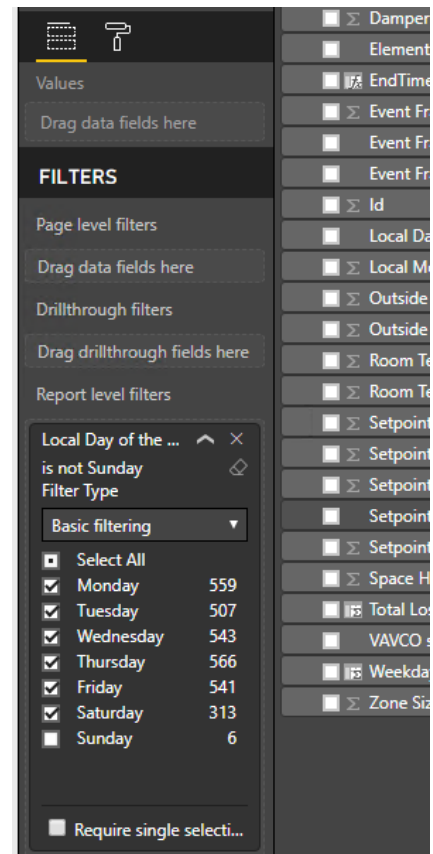 Values
Drag data fields here
FILTERS
Page level filters
Drag data fields here
Drillthrough filters
Drag drillthrough fields here
Report level filters
Local Day of the ...
is not Sunday
Filter Type
Basic filtering
Select All
Monday 559
Tuesday 507
Wednesday 543
Thursday 566
Friday 541
Saturday 313
Sunday 6
Require single selecti...
Σ Damper
Element
EndTime
Σ Event Fr
Event Fr
Event Fr
Σ Id
Local Da
Σ Local Mo
Σ Outside
Σ Outside
Σ Room Te
Σ Room Te
Σ Setpoint
Σ Setpoint
Σ Setpoint
Setpoint
Σ Setpoint
Σ Space H
Total Los
VAVCO s
Weekday
Σ Zone Siz